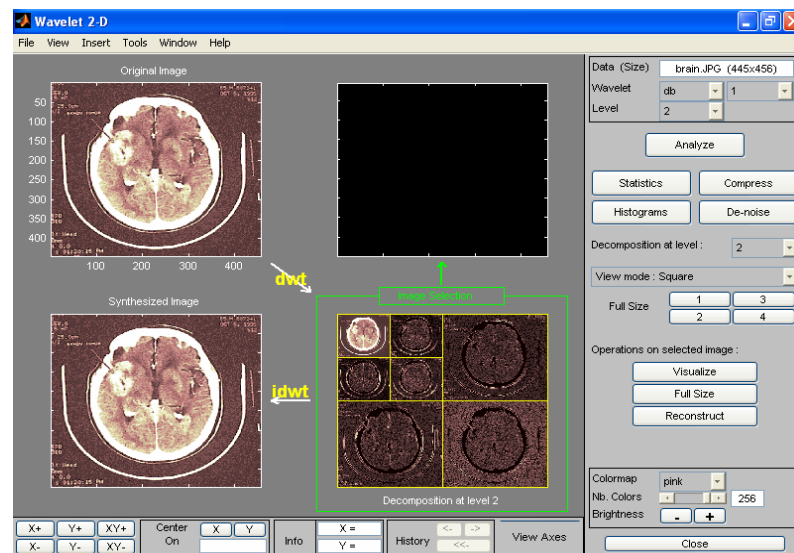 Wavelet 2-D
File View Insert Tools Window Help
Original Image
50
100
150
200
250
300
350
400
100 200 300 400
dwt
Synthesized Image
idwt
Image Selection
Decomposition at level 2
Data (Size) brain.JPG (445x456)
Wavelet db 1
Level 2
Analyze
Statistics Compress
Histograms De-noise
Decomposition at level : 2
View mode : Square
Full Size 1 3
2 4
Operations on selected image :
Visualize
Full Size
Reconstruct
Colormap pink
Nb. Colors 256
Brightness - +
Close
X+ Y+ XY+
X- Y- XY-
Center On X Y
Info X =
Y =
History <- ->
<<-
View Axes